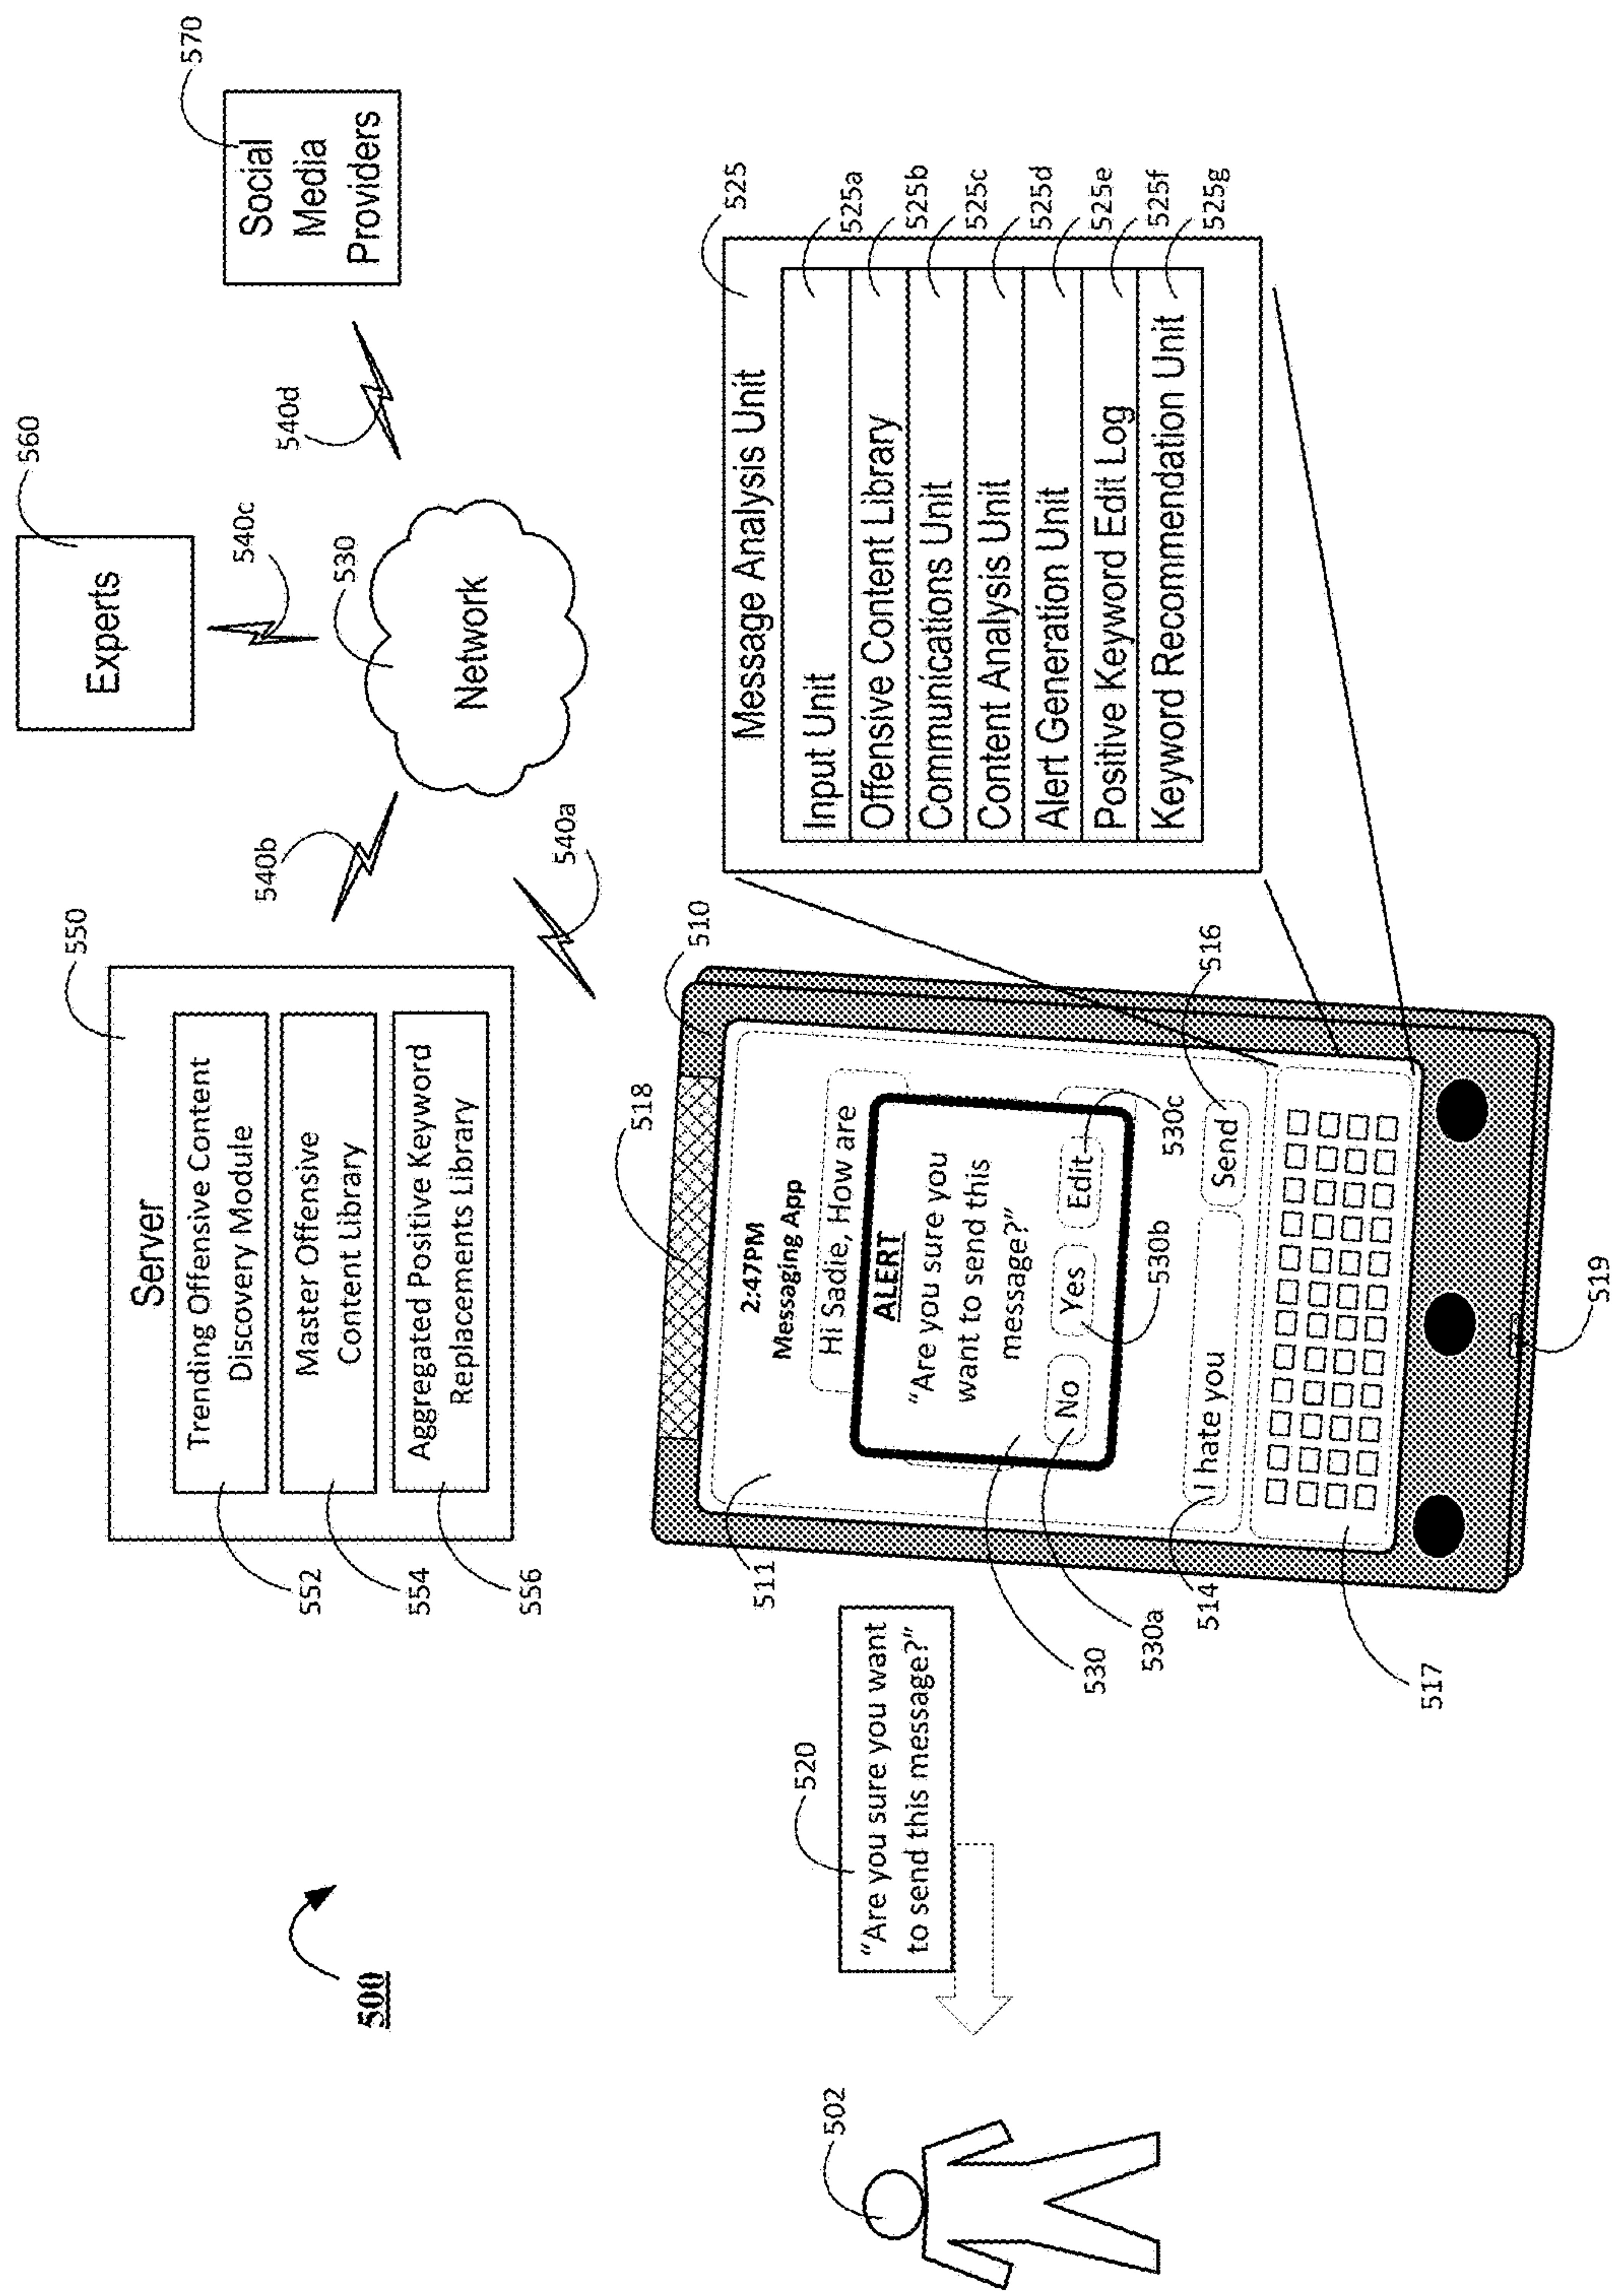 500
550
Server
Trending Offensive Content
Discovery Module
Master Offensive
Content Library
Aggregated Positive Keyword
Replacements Library
552
554
556
560
Experts
570
Social
Media
Providers
540b
540c
540d
530
Network
540a
502
520
"Are you sure you want
to send this message?"
518
510
511
2:47PM
Messaging App
Hi Sadie, How are
ALERT
"Are you sure you
want to send this
message?"
No
Yes
Edit
530
530a
530b
530c
514
I hate you
Send
516
517
519
525
Message Analysis Unit
Input Unit
525a
Offensive Content Library
525b
Communications Unit
525c
Content Analysis Unit
525d
Alert Generation Unit
525e
Positive Keyword Edit Log
525f
Keyword Recommendation Unit
525g